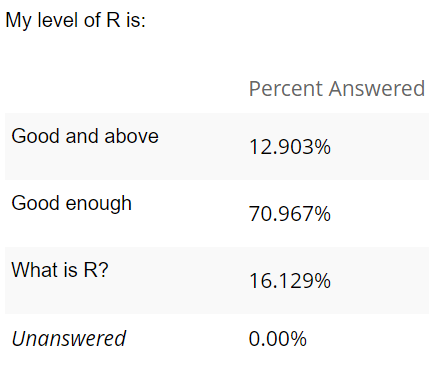 My level of R is:
Percent Answered
Good and above 12.903%
Good enough 70.967%
What is R? 16.129%
Unanswered 0.00%